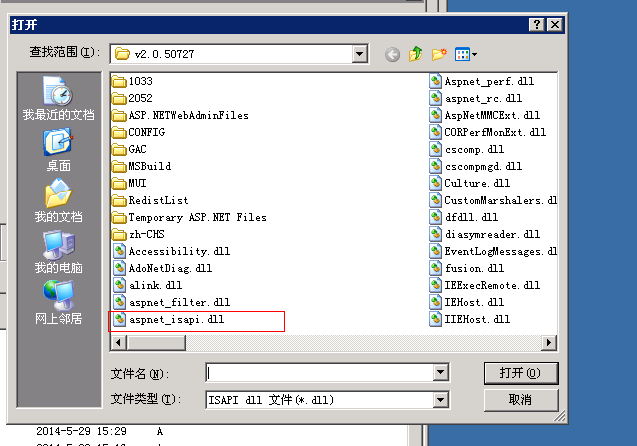 打开
查找范围(I):
v2.0.50727
我最近的文档
桌面
我的文档
我的电脑
网上邻居
1033
2052
ASP.NETWebAdminFiles
CONFIG
GAC
MSBuild
MUI
RedistList
Temporary ASP.NET Files
zh-CHS
Accessibility.dll
AdoNetDiag.dll
alink.dll
aspnet_filter.dll
aspnet_isapi.dll
Aspnet_perf.dll
aspnet_rc.dll
AspNetMMCExt.dll
CORPerfMonExt.dll
cscomp.dll
cscompmgd.dll
Culture.dll
CustomMarshalers.dl
dfdll.dll
diasymreader.dll
EventLogMessages.dl
fusion.dll
IEExecRemote.dll
IEHost.dll
IIEHost.dll
文件名(N):
打开(O)
文件类型(T):
ISAPI dll 文件(*.dll)
取消
2014-5-29 15:29 A